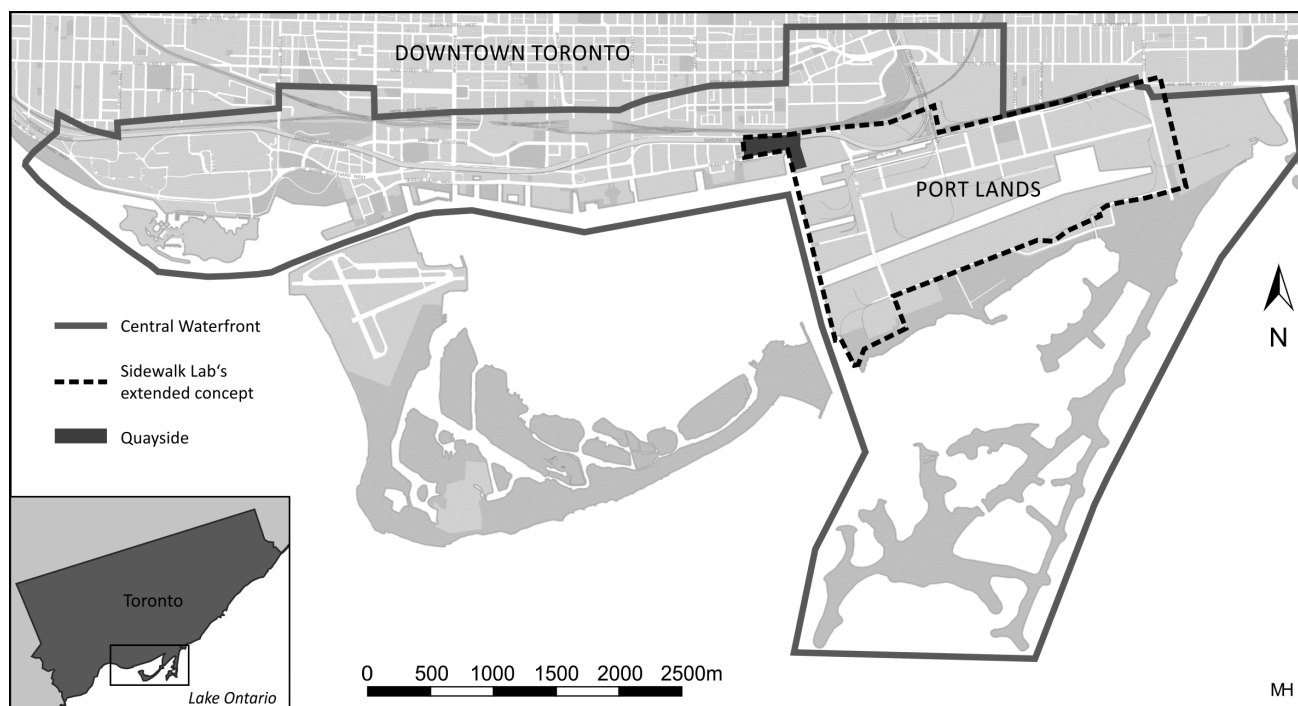 DOWNTOWN TORONTO
PORT LANDS
Central Waterfront
Sidewalk Lab‘s
extended concept
Quayside
N
Toronto
Lake Ontario
0 500 1000 1500 2000 2500m
MH